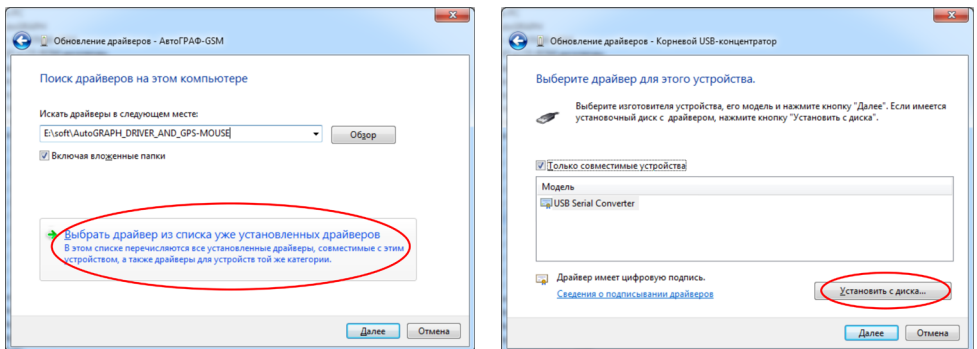 Обновление драйверов - АвтоГРАФ-GSM
Поиск драйверов на этом компьютере
Искать драйверы в следующем месте:
E:\soft\AutoGRAPH_DRIVER_AND_GPS-MOUSE
Обзор
Включая вложенные папки
Выбрать драйвер из списка уже установленных драйверов
В этом списке перечисляются все установленные драйверы, совместимые с этим
устройством, а также драйверы для устройств той же категории.
Далее
Отмена
Обновление драйверов - Корневой USB-концентратор
Выберите драйвер для этого устройства.
Выберите изготовителя устройства, его модель и нажмите кнопку "Далее". Если имеется
установочный диск с драйвером, нажмите кнопку "Установить с диска".
Только совместимые устройства
Модель
USB Serial Converter
Драйвер имеет цифровую подпись.
Сведения о подписывании драйверов
Установить с диска...
Далее
Отмена